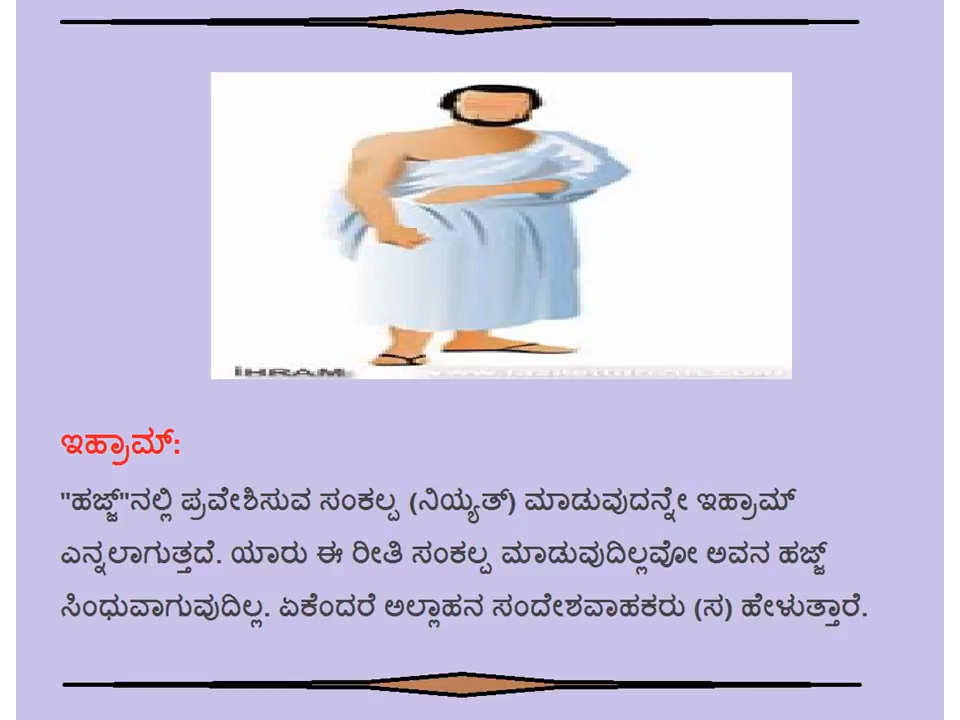 iHRAM
ಇಹ್ರಾಮ್:
"ಹಜ್ಜ್"ನಲ್ಲಿ ಪ್ರವೇಶಿಸುವ ಸಂಕಲ್ಪ (ನಿಯ್ಯತ್) ಮಾಡುವುದನ್ನೇ ಇಹ್ರಾಮ್
ಎನ್ನಲಾಗುತ್ತದೆ. ಯಾರು ಈ ರೀತಿ ಸಂಕಲ್ಪ ಮಾಡುವುದಿಲ್ಲವೋ ಅವನ ಹಜ್ಜ್
ಸಿಂಧುವಾಗುವುದಿಲ್ಲ. ಏಕೆಂದರೆ ಅಲ್ಲಾಹನ ಸಂದೇಶವಾಹಕರು (ಸ) ಹೇಳುತ್ತಾರೆ.